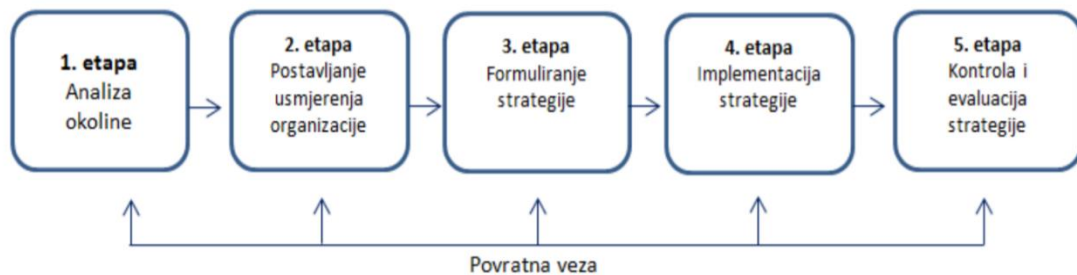 1. etapa
Analiza
okoline
2. etapa
Postavljanje
usmjerenja
organizacije
3. etapa
Formuliranje
strategije
4. etapa
Implementacija
strategije
5. etapa
Kontrola i
evaluacija
strategije
Povratna veza